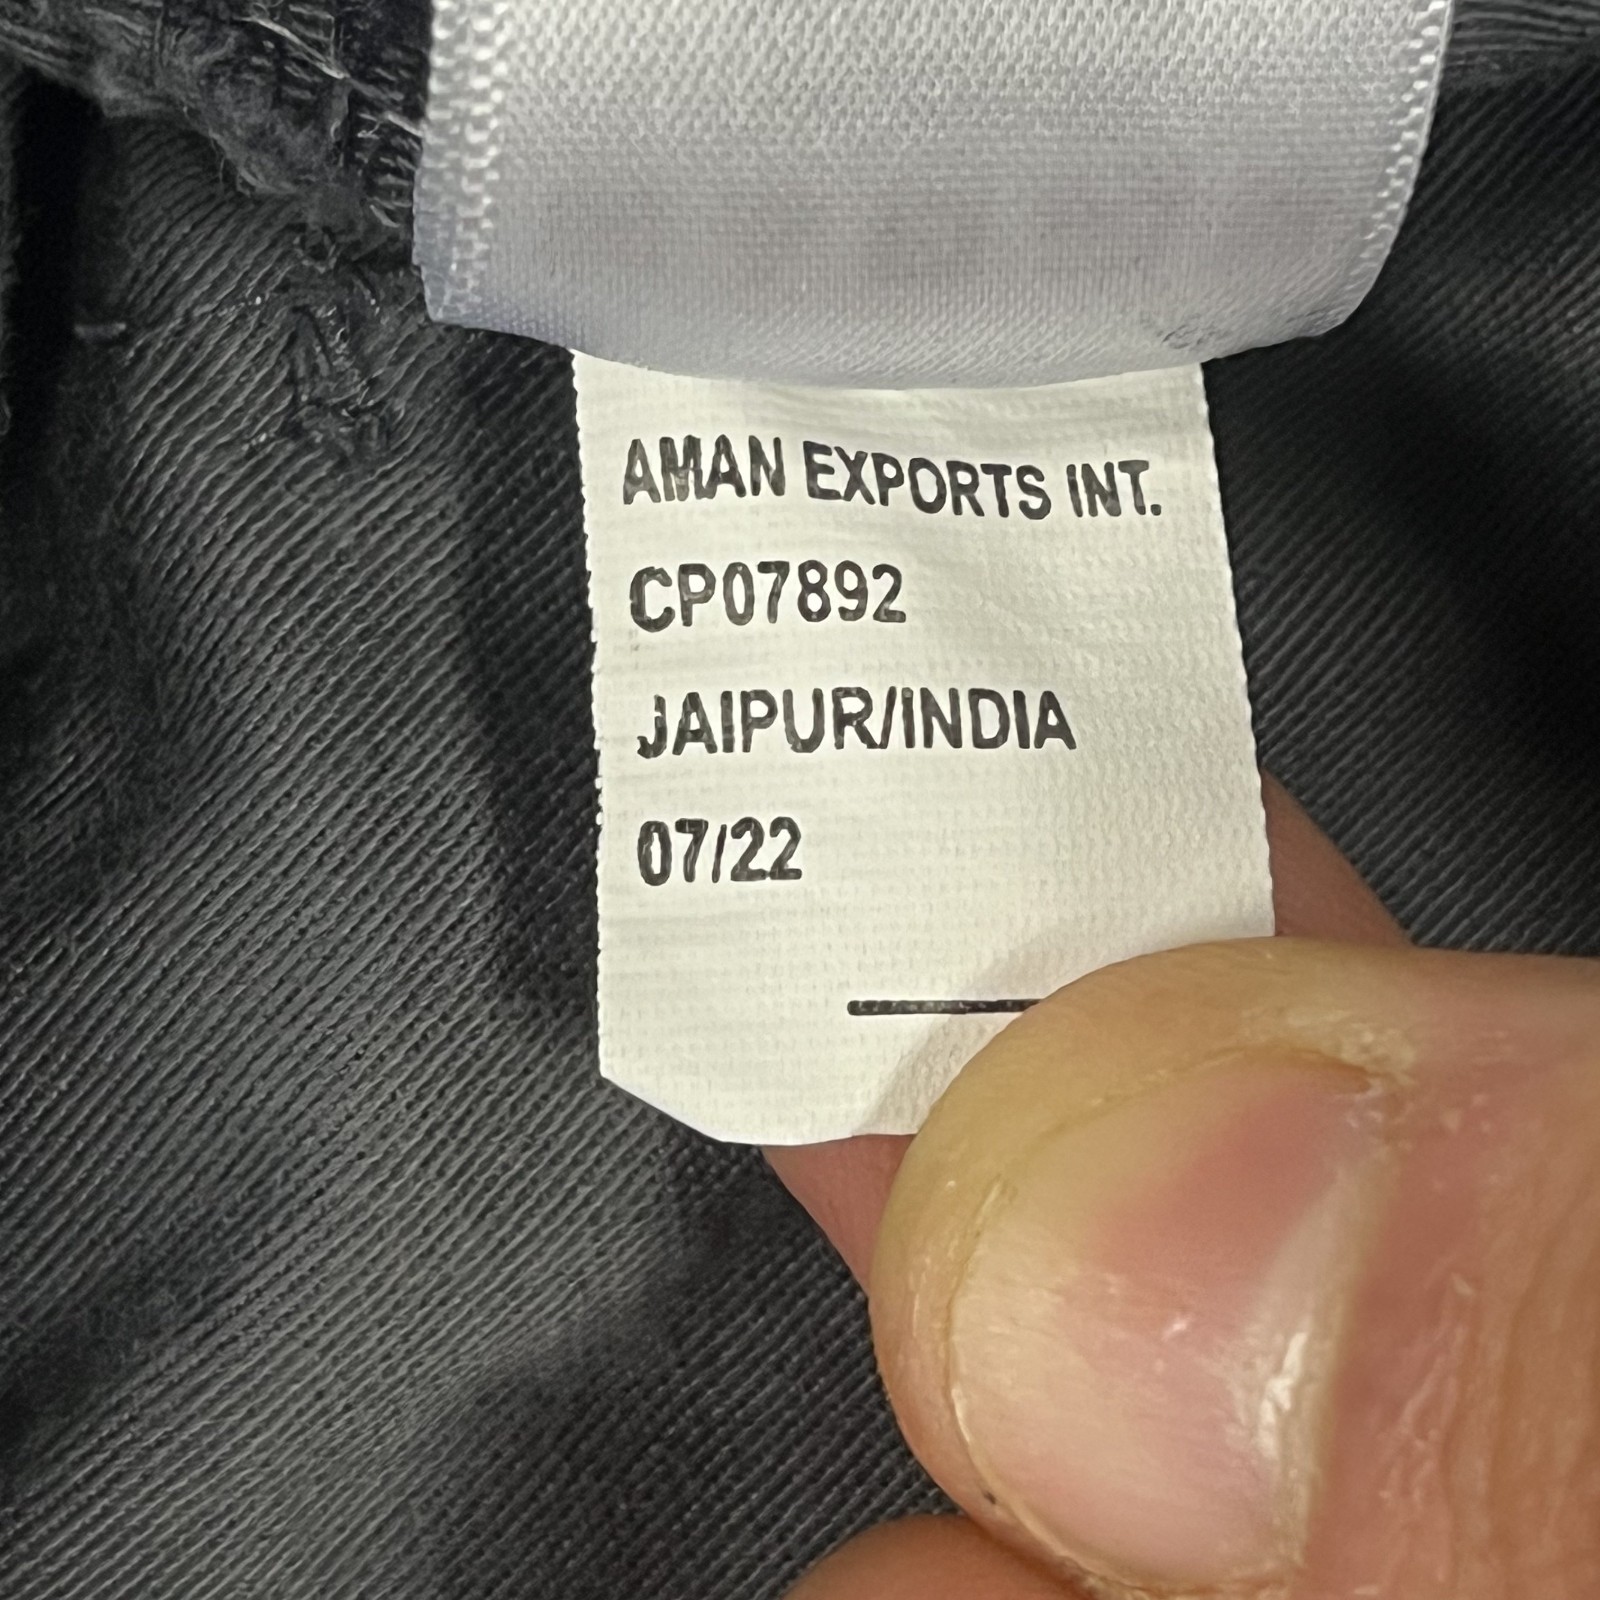 AMAN EXPORTS INT.
CP07892
JAIPUR/INDIA
07/22